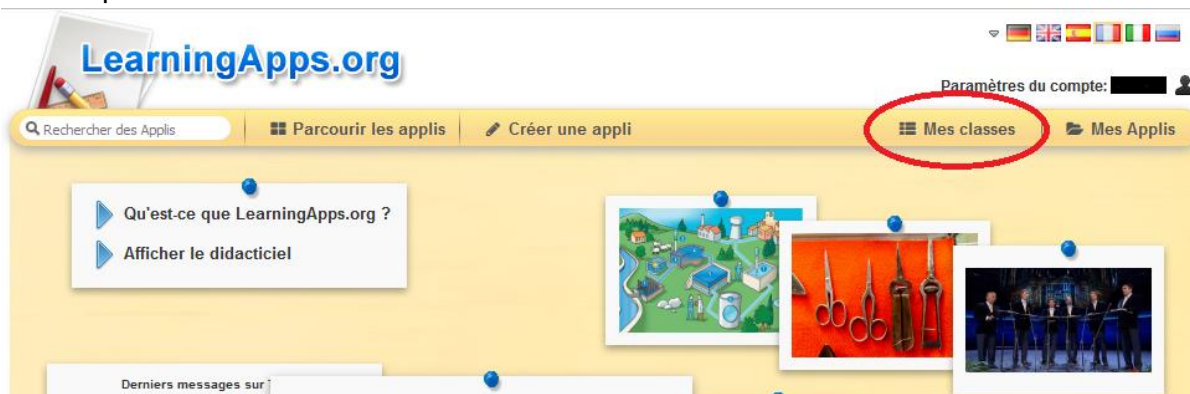 LearningApps.org
Paramètres du compte:
Rechercher des Applis
Parcourir les applis
Créer une appli
Mes classes
Mes Applis
Qu'est-ce que LearningApps.org ?
Afficher le didacticiel
Derniers messages sur